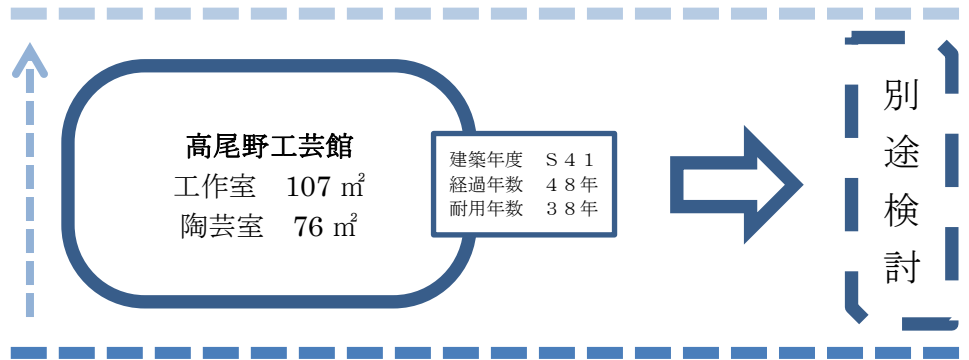 高尾野工芸館
工作室　107 ㎡
陶芸室　76 ㎡
建築年度　Ｓ４１
経過年数　４８年
耐用年数　３８年
別途検討